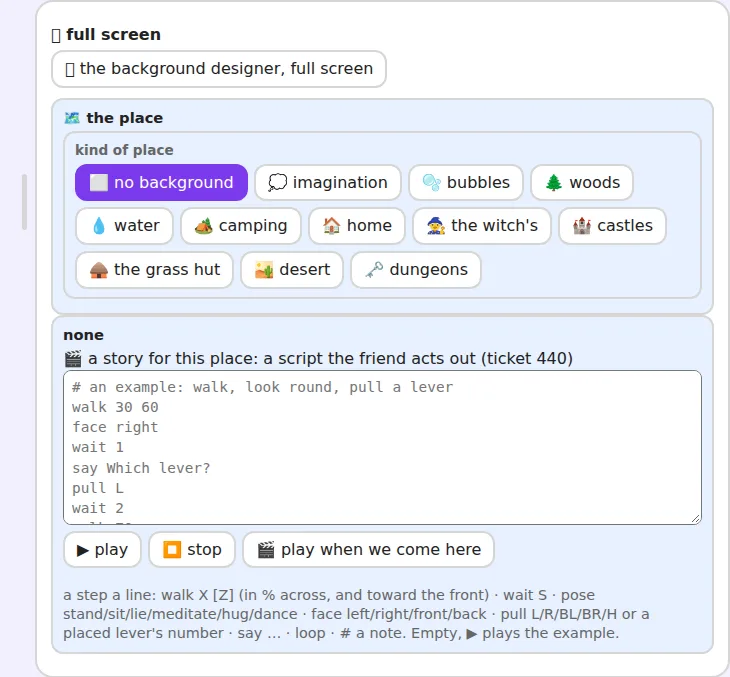 full screen
the background designer, full screen
🗺️ the place
kind of place
⬜ no background
💭 imagination
🫧 bubbles
🌲 woods
💧 water
🏕️ camping
🏠 home
🧙 the witch's
🏰 castles
🛖 the grass hut
🏜️ desert
🗝️ dungeons
none
🎬 a story for this place: a script the friend acts out (ticket 440)
# an example: walk, look round, pull a lever
walk 30 60
face right
wait 1
say Which lever?
pull L
wait 2
▶ play
⏹️ stop
🎬 play when we come here
a step a line: walk X [Z] (in % across, and toward the front) · wait S · pose
stand/sit/lie/meditate/hug/dance · face left/right/front/back · pull L/R/BL/BR/H or a
placed lever's number · say … · loop · # a note. Empty, ▶ plays the example.